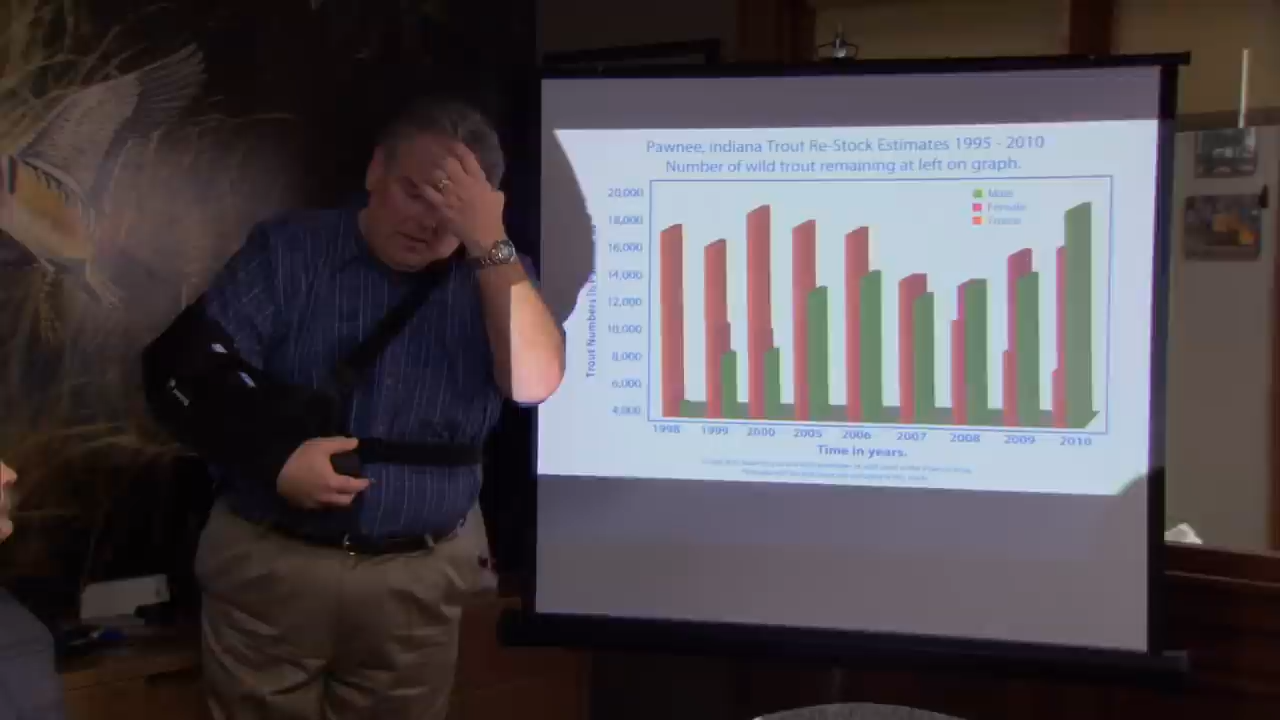 Pawnee, indiana Trout Re-Stock Estimates 1995 - 2010
Number of wild trout remaining at left on graph.
20,000
18,000
16,000
14,000
12,000
10,000
8,000
6,000
4,000
Trout Numbers
Male
Female
1998 1999 2000 2005 2006 2007 2008 2009 2010
Time in years.